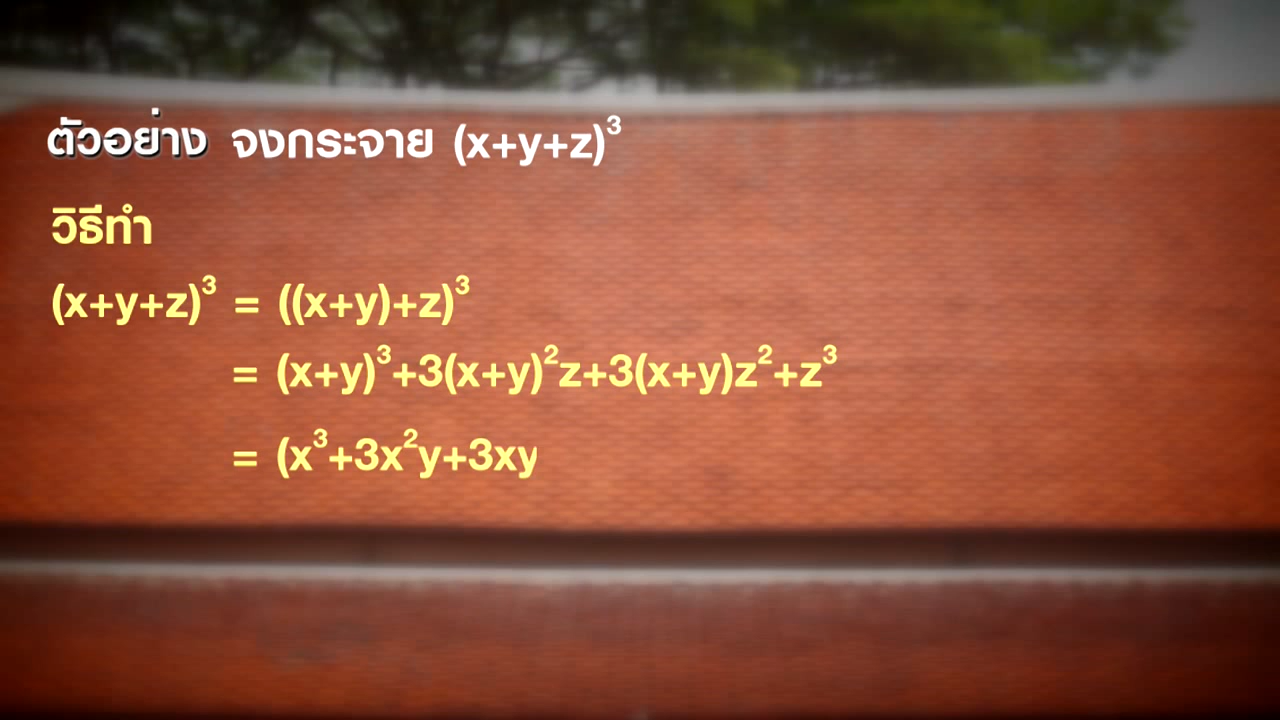 ตัวอย่าง จงกระจาย (x+y+z)³
วิธีทำ
(x+y+z)³ = ((x+y)+z)³
= (x+y)³+3(x+y)²z+3(x+y)z²+z³
= (x³+3x²y+3xy